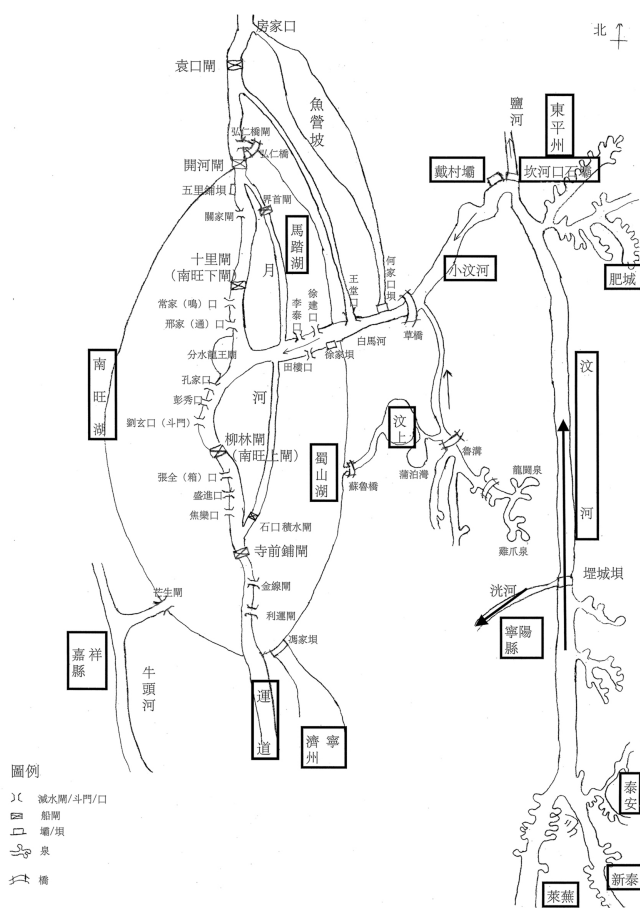 房家口
北
袁口閘
魚營坡
鹽河
東平州
弘仁橋閘
弘仁橋
開河閘
戴村壩
坎河口石壩
五里鋪坝
界首閘
關家閘
馬踏湖
十里閘
(南旺下閘)
月河
何家口坝
王堂口
小汶河
肥城
徐建口
李泰口
常家(鳴)口
邢家(通)口
草橋
白馬河
分水龍王廟
徐家坝
田樓口
南旺湖
孔家口
彭秀口
汶河
劉玄口(斗門)
汶上
柳林閘
(南旺上閘)
蜀山湖
魯溝
龍鬪泉
蒲泊灣
蘇魯橋
張全(箱)口
盛進口
焦欒口
石口積水閘
雞爪泉
寺前鋪閘
堽城坝
洸河
金線閘
芒生閘
利運閘
寧陽縣
馮家坝
嘉祥縣
牛頭河
運道
濟寧州
圖例
減水閘/斗門/口
船閘
壩/坝
泉
橋
泰安
新泰
萊蕪